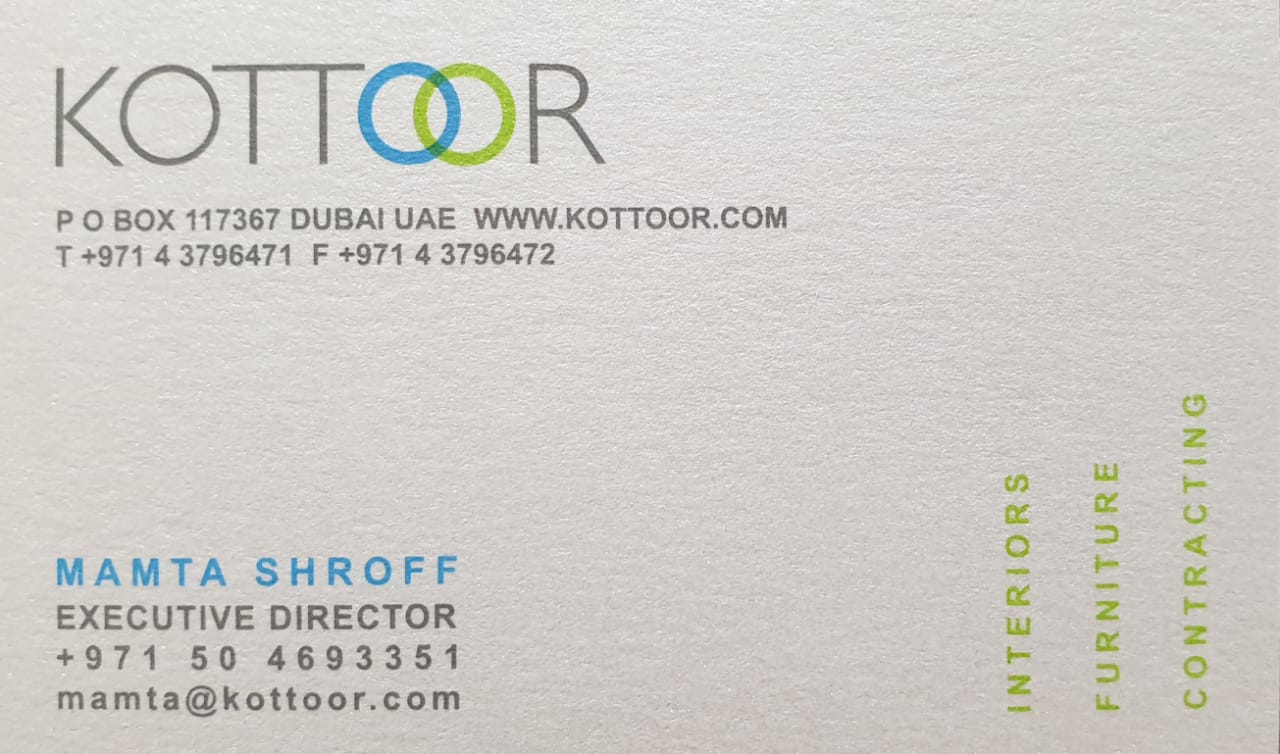 KOTTOOR
P O BOX 117367 DUBAI UAE WWW.KOTTOOR.COM
T +971 4 3796471 F +971 4 3796472
MAMTA SHROFF
EXECUTIVE DIRECTOR
+971 50 4693351
mamta@kottoor.com
INTERIORS
FURNITURE
CONTRACTING